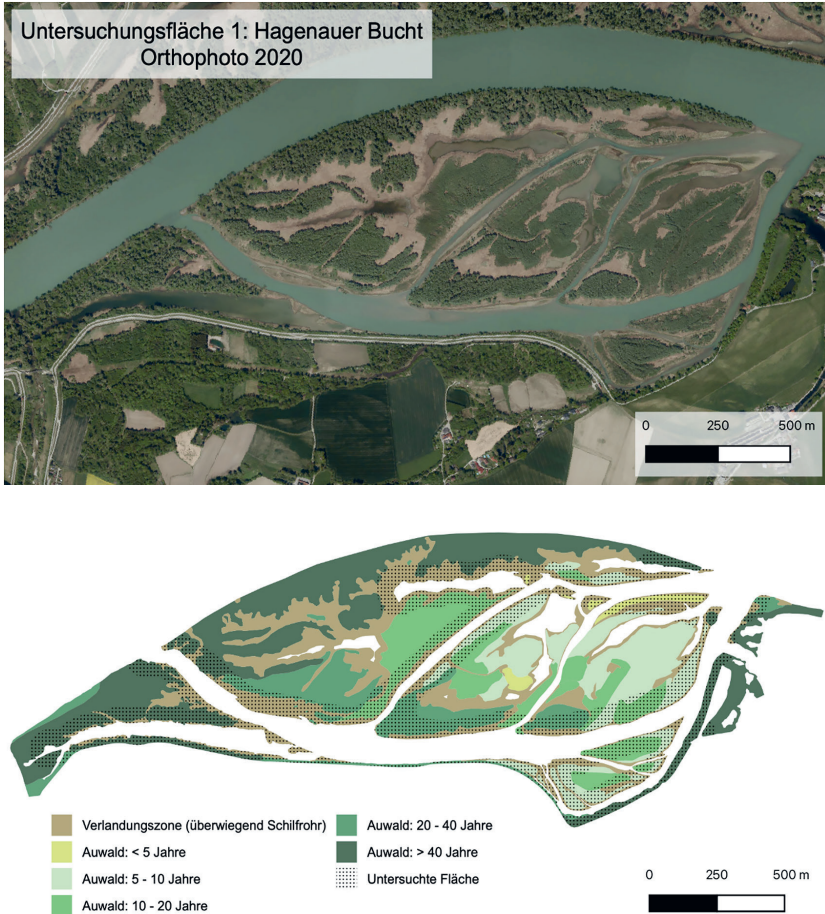 Untersuchungsfläche 1: Hagenauer Bucht
Orthophoto 2020
0 250 500 m
Verlandungszone (überwiegend Schilfrohr)
Auwald: < 5 Jahre
Auwald: 5 - 10 Jahre
Auwald: 10 - 20 Jahre
Auwald: 20 - 40 Jahre
Auwald: > 40 Jahre
Untersuchte Fläche
0 250 500 m